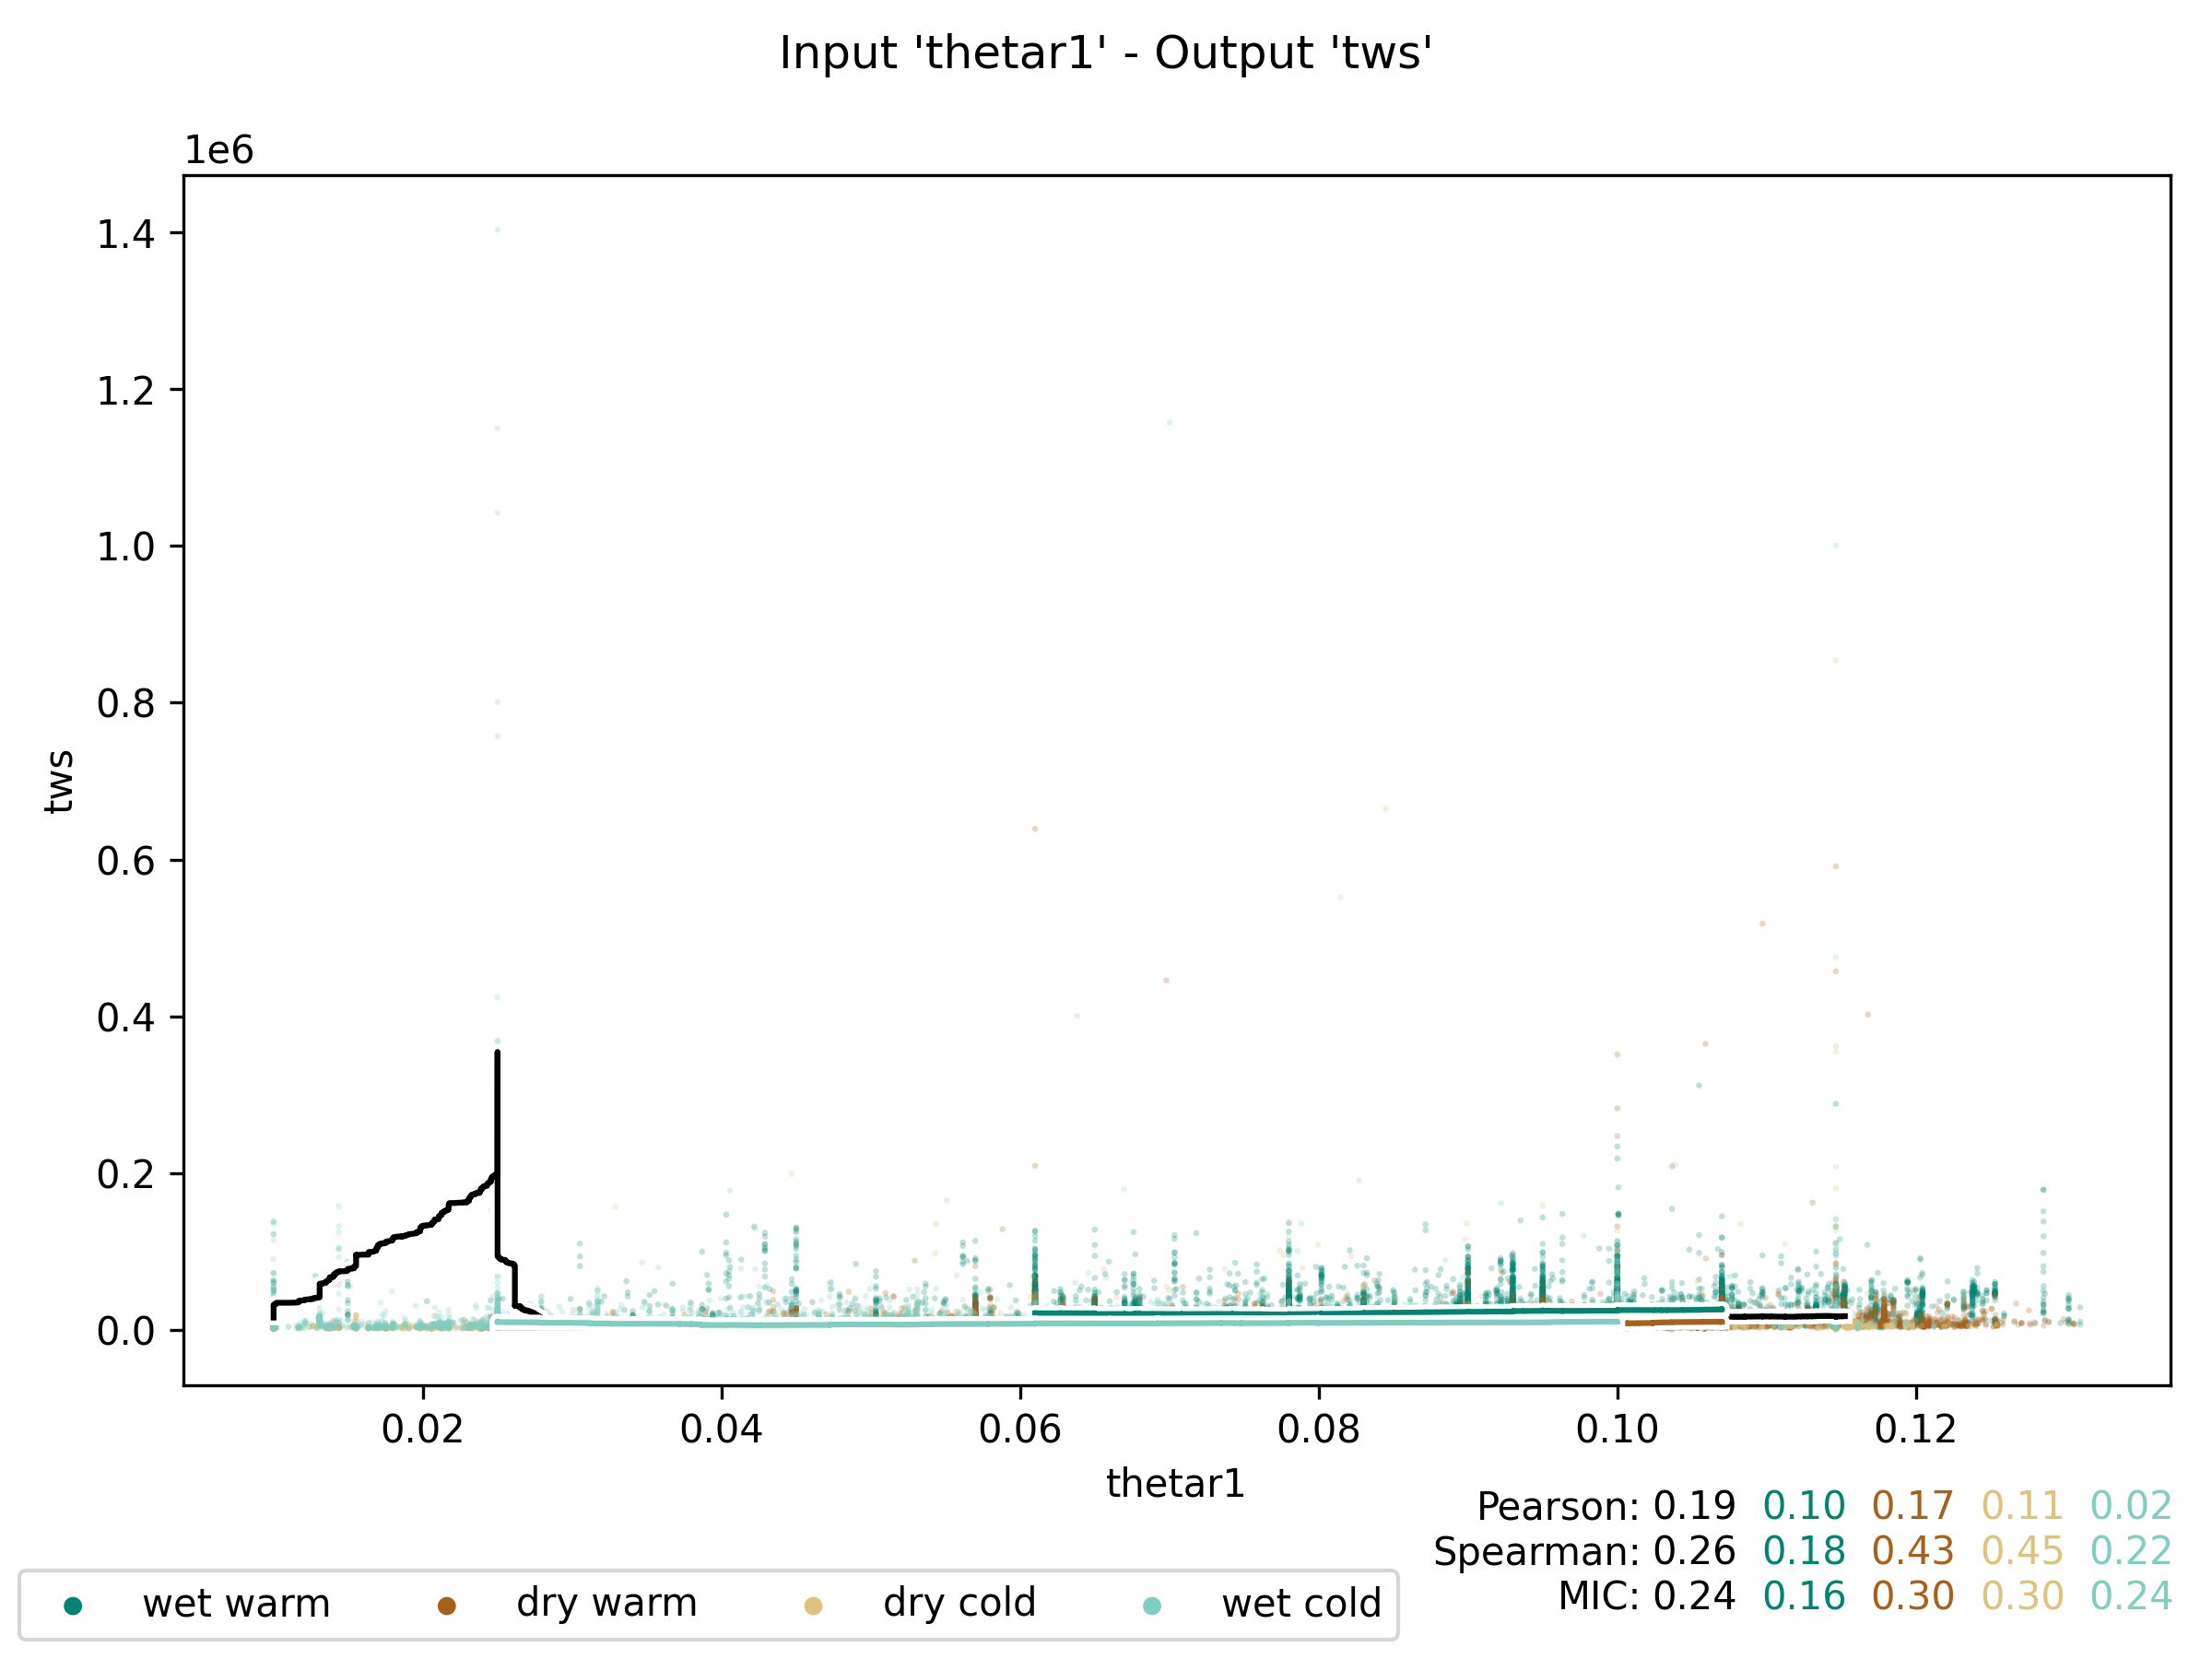 Input 'thetar1' - Output 'tws'
1e6
1.4
1.2
1.0
0.8
0.6
0.4
0.2
0.0
tws
0.02 0.04 0.06 0.08 0.10 0.12
thetar1
Pearson: 0.19 0.10 0.17 0.11 0.02
Spearman: 0.26 0.18 0.43 0.45 0.22
MIC: 0.24 0.16 0.30 0.30 0.24
wet warm dry warm dry cold wet cold